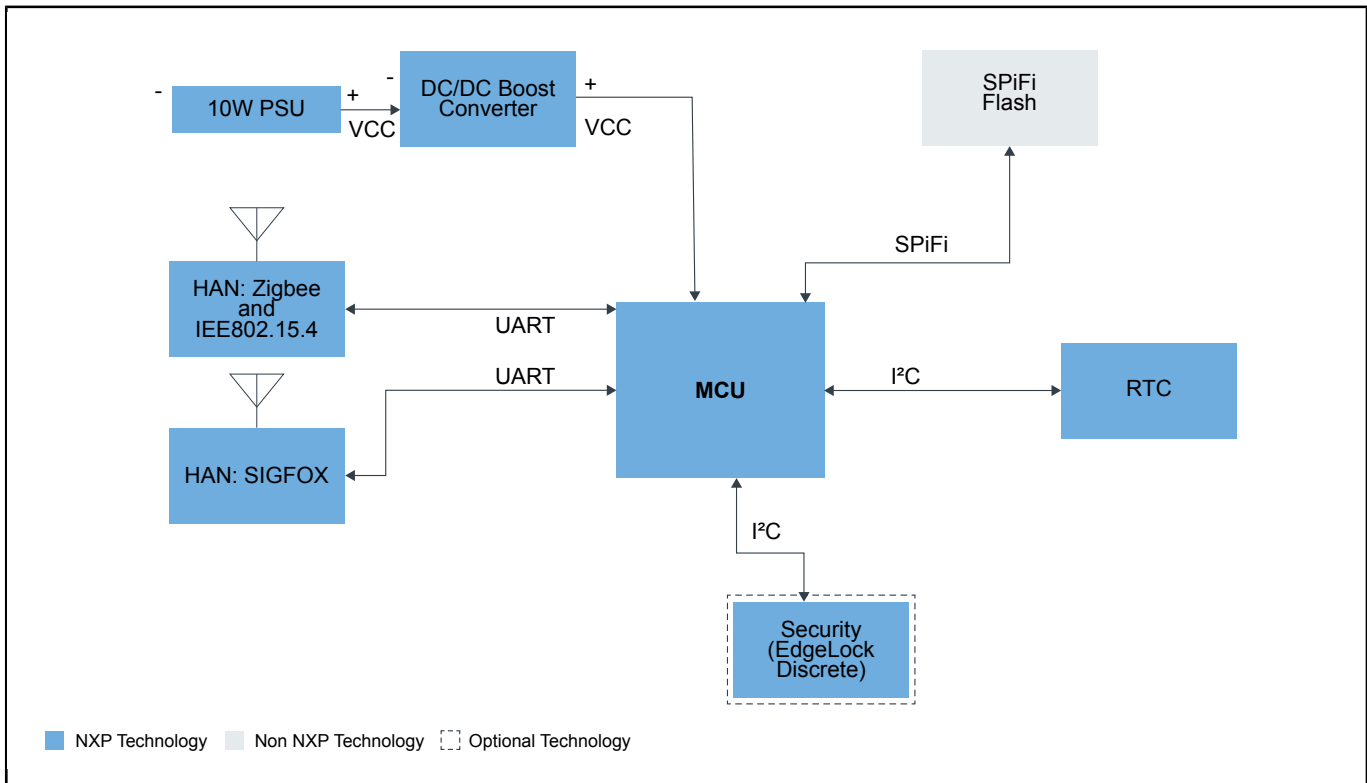 -
10W PSU
+
VCC
-
DC/DC Boost
Converter
+
VCC
SPiFi
Flash
SPiFi
HAN: Zigbee
and
IEE802.15.4
UART
UART
HAN: SIGFOX
MCU
I²C
RTC
I²C
Security
(EdgeLock
Discrete)
NXP Technology
Non NXP Technology
Optional Technology